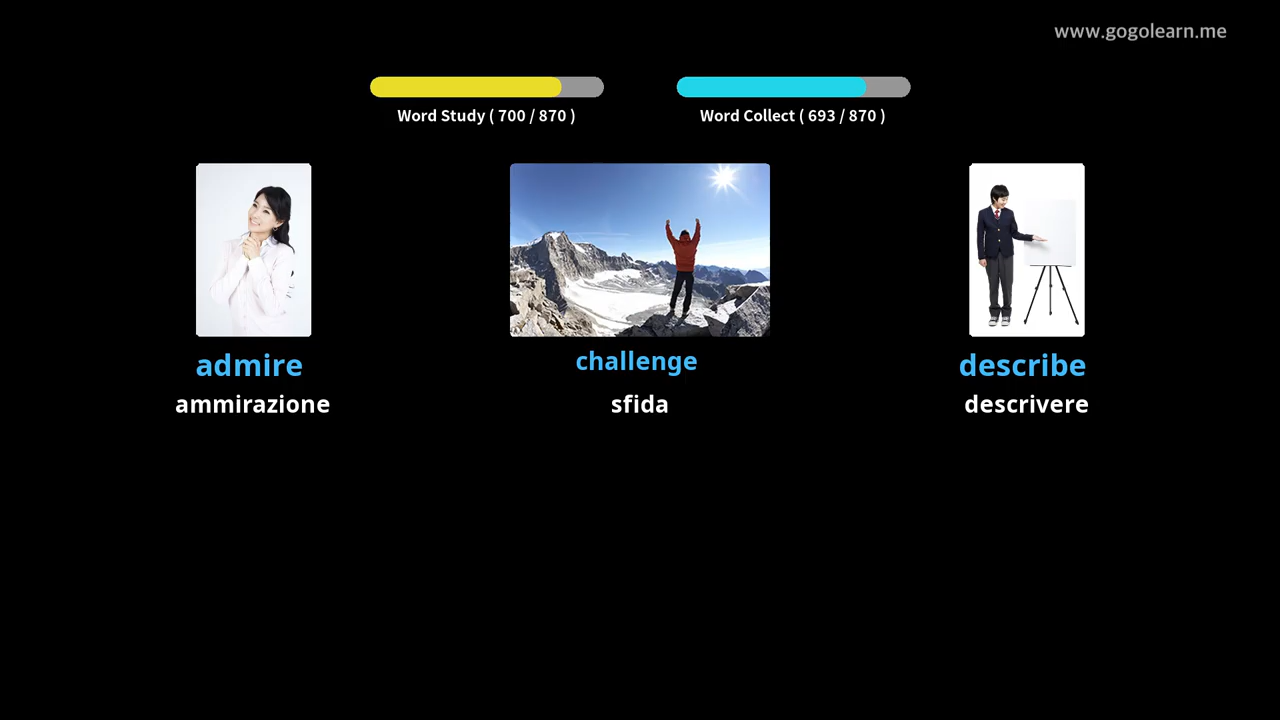 www.gogolearn.me
Word Study ( 700 / 870 )
Word Collect ( 693 / 870 )
admire
challenge
describe
ammirazione
sfida
descrivere